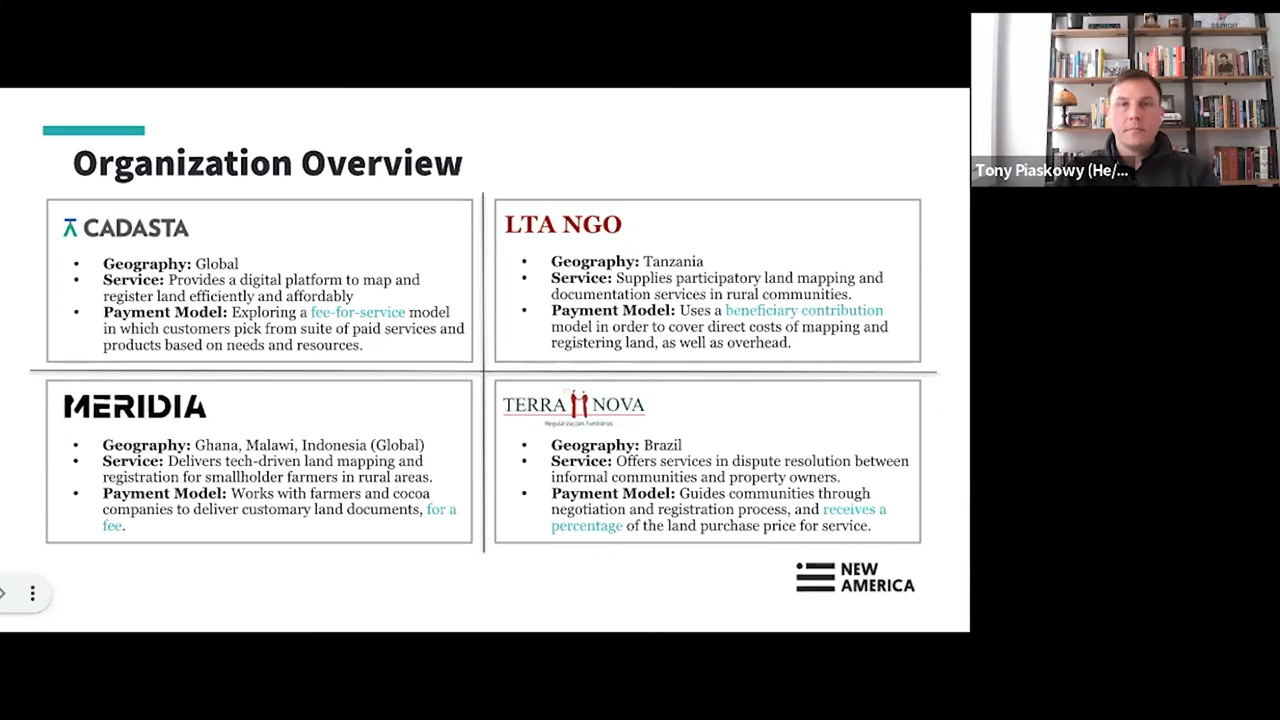 Organization Overview
CADASTA
• Geography: Global
• Service: Provides a digital platform to map and
register land efficiently and affordably
• Payment Model: Exploring a fee-for-service model
in which customers pick from suite of paid services and
products based on needs and resources.
LTA NGO
• Geography: Tanzania
• Service: Supplies participatory land mapping and
documentation services in rural communities.
• Payment Model: Uses a beneficiary contribution
model in order to cover direct costs of mapping and
registering land, as well as overhead.
MERIDIA
• Geography: Ghana, Malawi, Indonesia (Global)
• Service: Delivers tech-driven land mapping and
registration for smallholder farmers in rural areas.
• Payment Model: Works with farmers and cocoa
companies to deliver customary land documents, for a
fee.
TERRA NOVA
Regularizações Fundiárias
• Geography: Brazil
• Service: Offers services in dispute resolution between
informal communities and property owners.
• Payment Model: Guides communities through
negotiation and registration process, and receives a
percentage of the land purchase price for service.
NEW
AMERICA
DETROIT
Tony Piaskowy (He/...